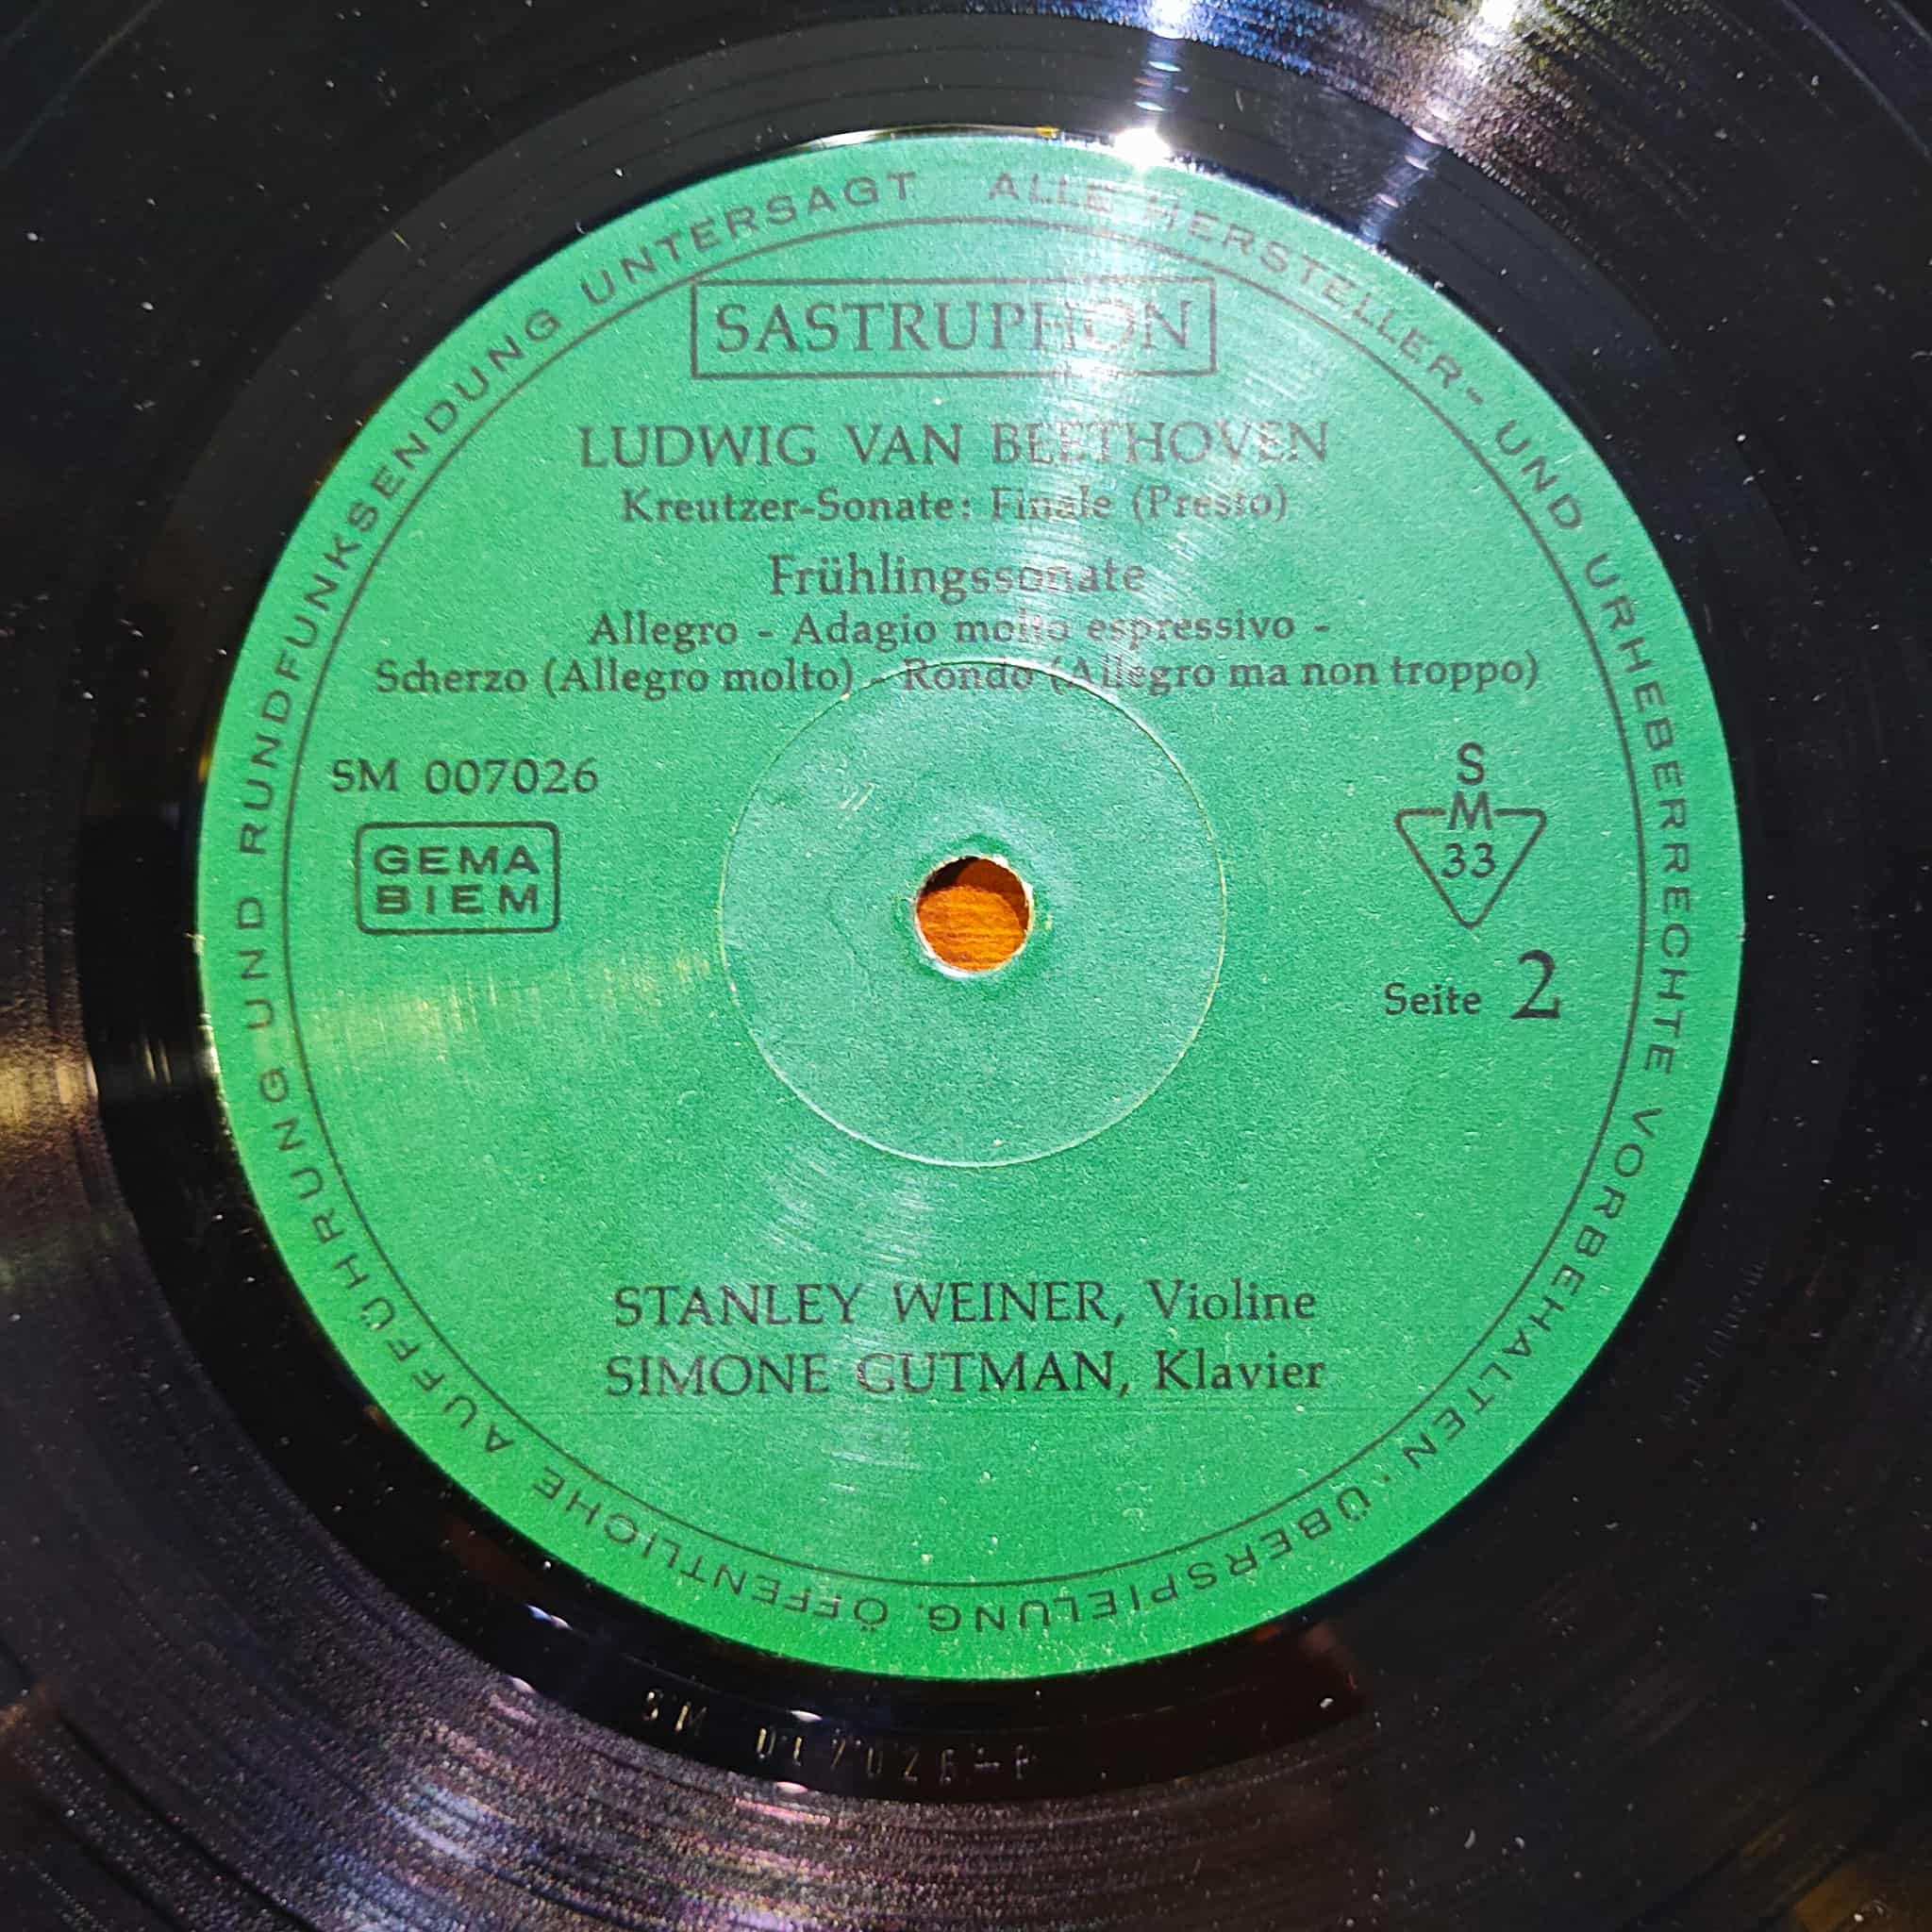 ALLE HERSTELLER- UND URHEBERRECHTE VORBEHALTEN · ÜBERSPIELUNG, ÖFFENTLICHE AUFFÜHRUNG UND RUNDFUNKSENDUNG UNTERSAGT
SASTRUPHON
LUDWIG VAN BEETHOVEN
Kreutzer-Sonate: Finale (Presto)
Frühlingssonate
Allegro - Adagio molto espressivo -
Scherzo (Allegro molto) - Rondo (Allegro ma non troppo)
SM 007026
GEMA
BIEM
S
M
33
Seite 2
STANLEY WEINER, Violine
SIMONE GUTMAN, Klavier
SM